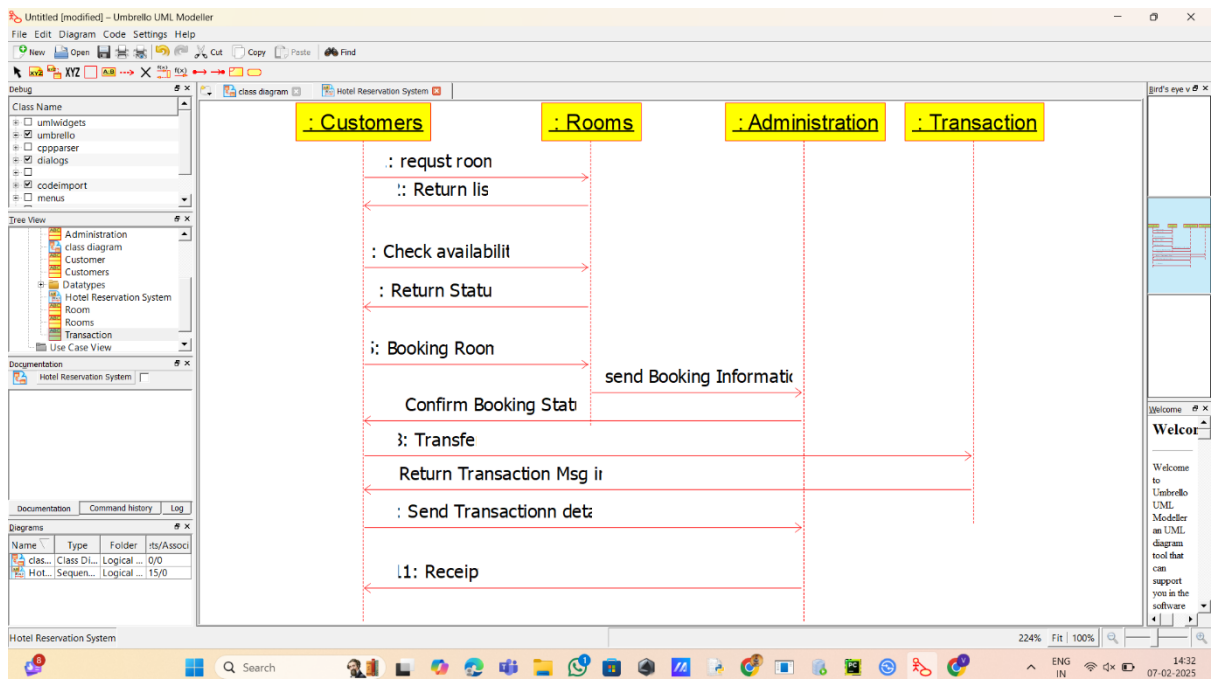 Untitled [modified] – Umbrello UML Modeller
File Edit Diagram Code Settings Help
New Open Cut Copy Paste Find
XYZ XYZ A:B f(x) f(x)
Debug
class diagram Hotel Reservation System
Bird's eye v
Class Name
umlwidgets
umbrello
cppparser
dialogs
codeimport
menus
Tree View
Administration
class diagram
Customer
Customers
Datatypes
Hotel Reservation System
Room
Rooms
Transaction
Use Case View
Documentation
Hotel Reservation System
Documentation Command history Log
Diagrams
Name Type Folder :ts/Associ
clas... Class Di... Logical ... 0/0
Hot... Sequen... Logical ... 15/0
: Customers : Rooms : Administration : Transaction
: requst roon
: Return lis
: Check availabilit
: Return Statu
: Booking Roon
send Booking Informatic
Confirm Booking Stat
: Transfe
Return Transaction Msg ir
: Send Transactionn deta
11: Receip
Welcome
Welcor
Welcome
to
Umbrello
UML
Modeller
an UML
diagram
tool that
can
support
you in the
software
Hotel Reservation System
224% Fit 100%
Search
ENG
IN
14:32
07-02-2025